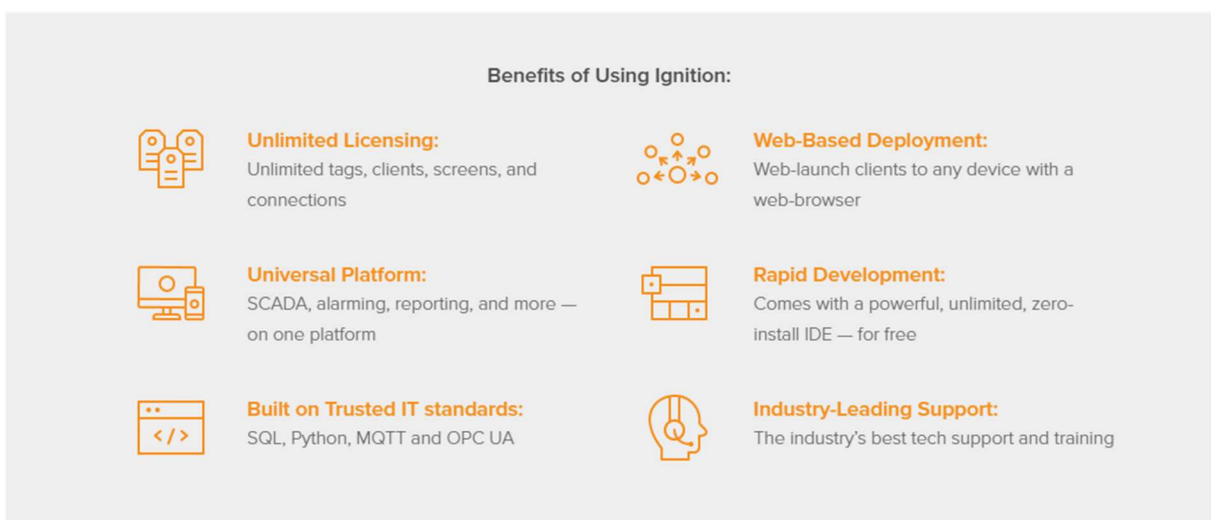 Benefits of Using Ignition:
Unlimited Licensing:
Unlimited tags, clients, screens, and
connections
Web-Based Deployment:
Web-launch clients to any device with a
web-browser
Universal Platform:
SCADA, alarming, reporting, and more —
on one platform
Rapid Development:
Comes with a powerful, unlimited, zero-
install IDE — for free
Built on Trusted IT standards:
SQL, Python, MQTT and OPC UA
Industry-Leading Support:
The industry’s best tech support and training